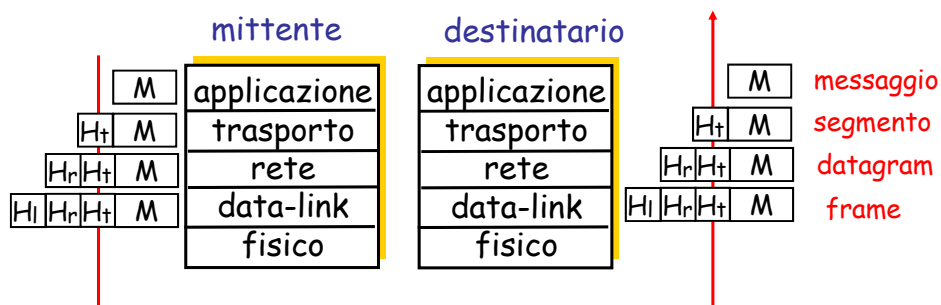 mittente destinatario
M applicazione applicazione M messaggio
Ht M trasporto trasporto Ht M segmento
Hr Ht M rete rete Hr Ht M datagram
Hl Hr Ht M data-link data-link Hl Hr Ht M frame
fisico fisico